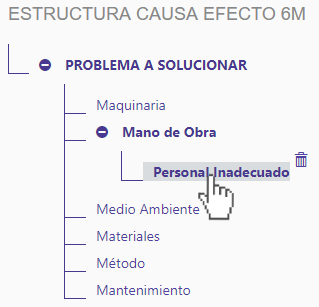 ESTRUCTURA CAUSA EFECTO 6M
PROBLEMA A SOLUCIONAR
Maquinaria
Mano de Obra
Personal Inadecuado
Medio Ambiente
Materiales
Método
Mantenimiento